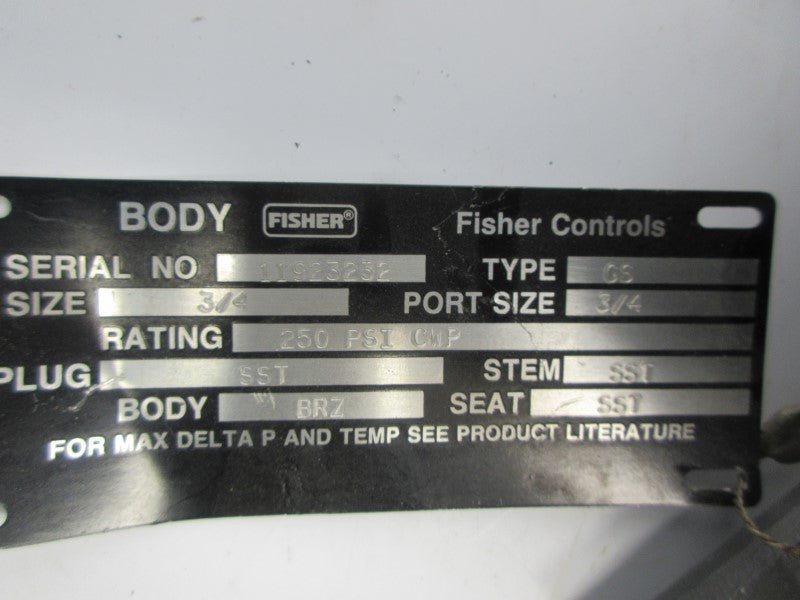 BODY FISHER® Fisher Controls
SERIAL NO 11923232 TYPE GS
SIZE 3/4 PORT SIZE 3/4
RATING 250 PSI CWP
PLUG SST STEM SST
BODY BRZ SEAT SST
FOR MAX DELTA P AND TEMP SEE PRODUCT LITERATURE